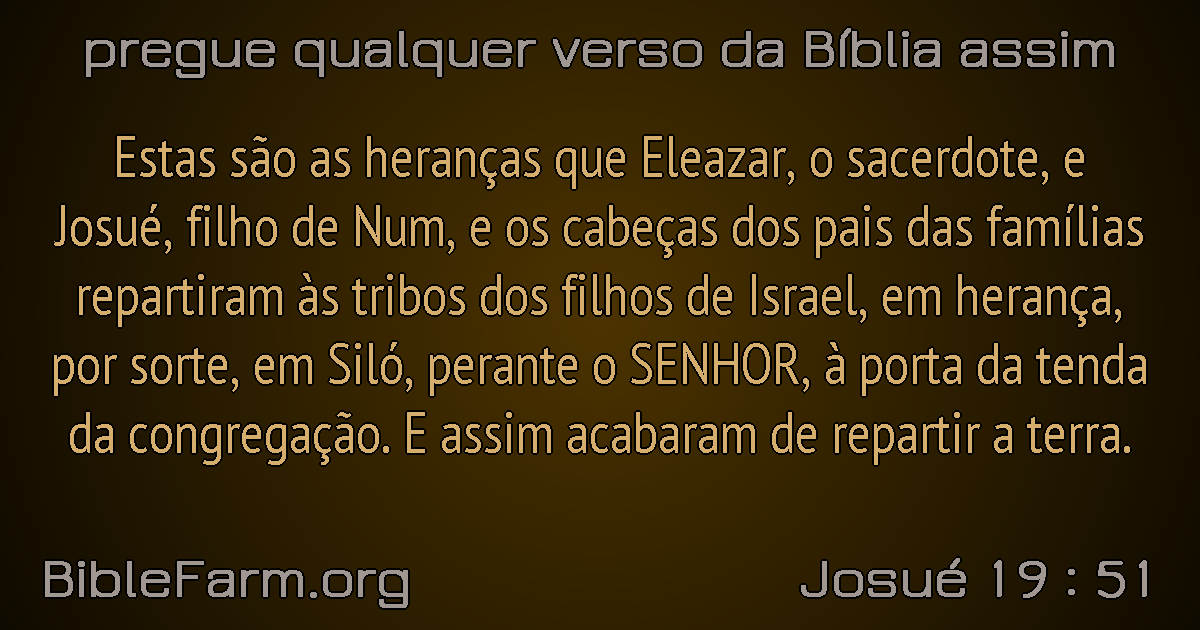 pregue qualquer verso da Bíblia assim
Estas são as heranças que Eleazar, o sacerdote, e
Josué, filho de Num, e os cabeças dos pais das famílias
repartiram às tribos dos filhos de Israel, em herança,
por sorte, em Siló, perante o SENHOR, à porta da tenda
da congregação. E assim acabaram de repartir a terra.
BibleFarm.org
Josué 19 : 51